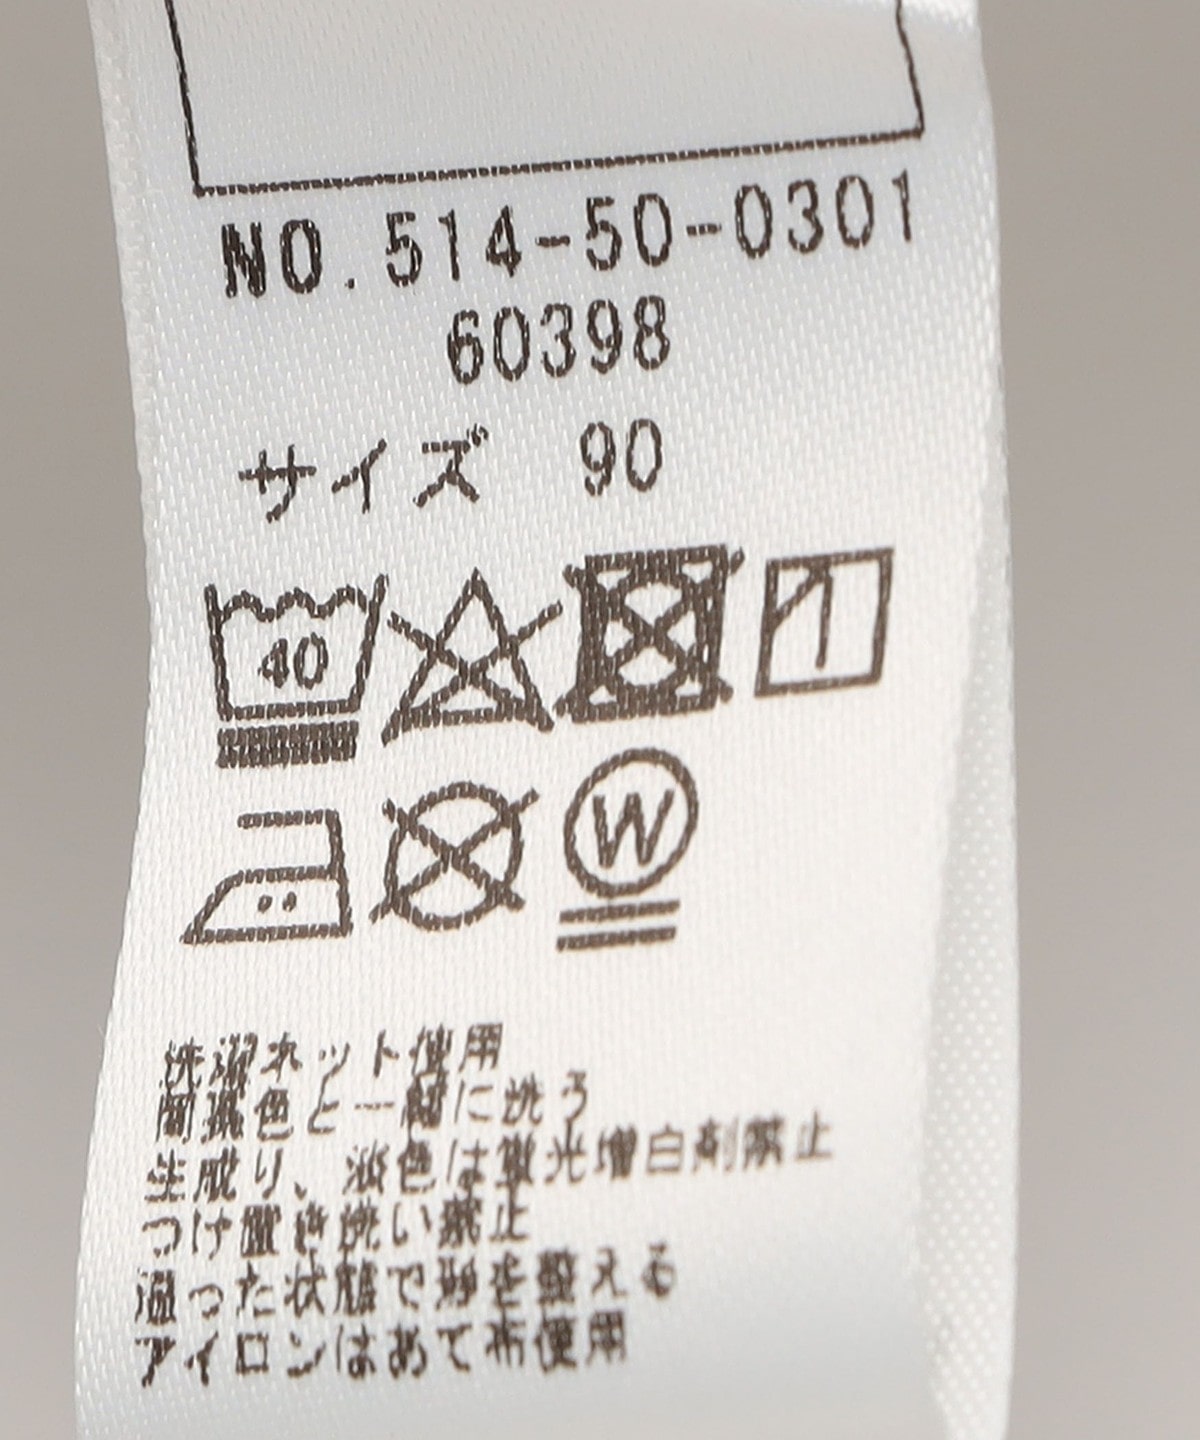 NO.514-50-0301
60398
サイズ 90
40
W
洗濯ネット使用
同系色と一緒に洗う
生成り、淡色は蛍光増白剤禁止
つけ置き洗い禁止
湿った状態で形を整える
アイロンはあて布使用